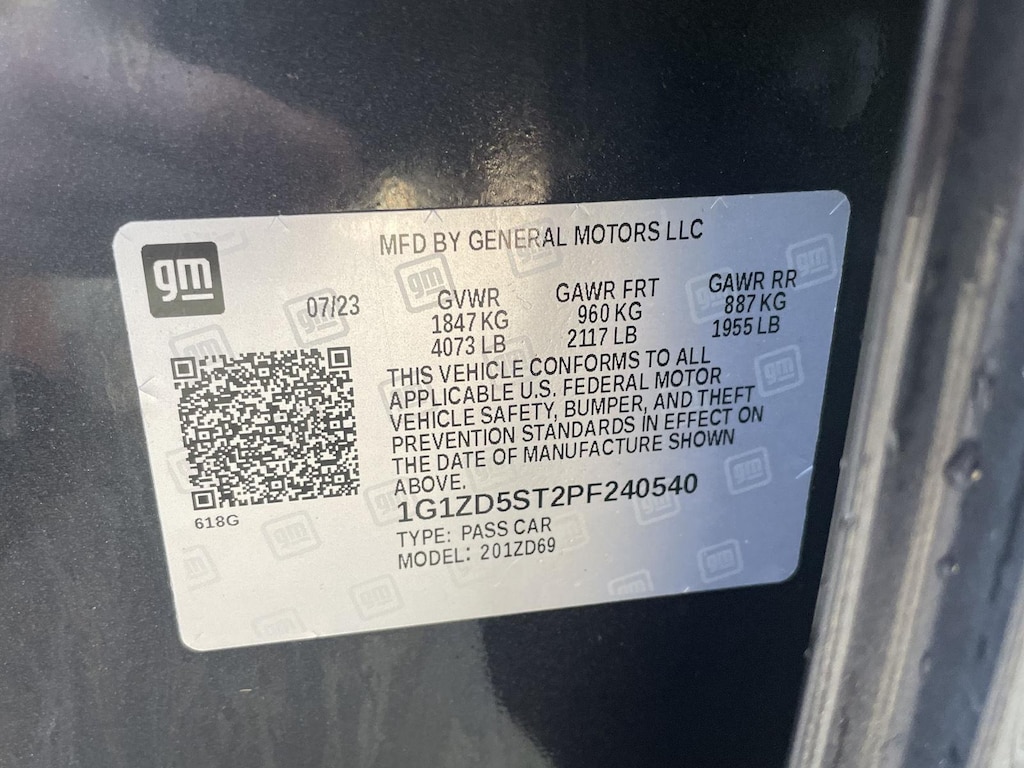 gm
MFD BY GENERAL MOTORS LLC
07/23
GVWR
1847 KG
4073 LB
GAWR FRT
960 KG
2117 LB
GAWR RR
887 KG
1955 LB
THIS VEHICLE CONFORMS TO ALL
APPLICABLE U.S. FEDERAL MOTOR
VEHICLE SAFETY, BUMPER, AND THEFT
PREVENTION STANDARDS IN EFFECT ON
THE DATE OF MANUFACTURE SHOWN
ABOVE.
1G1ZD5ST2PF240540
TYPE: PASS CAR
MODEL: 201ZD69
618G